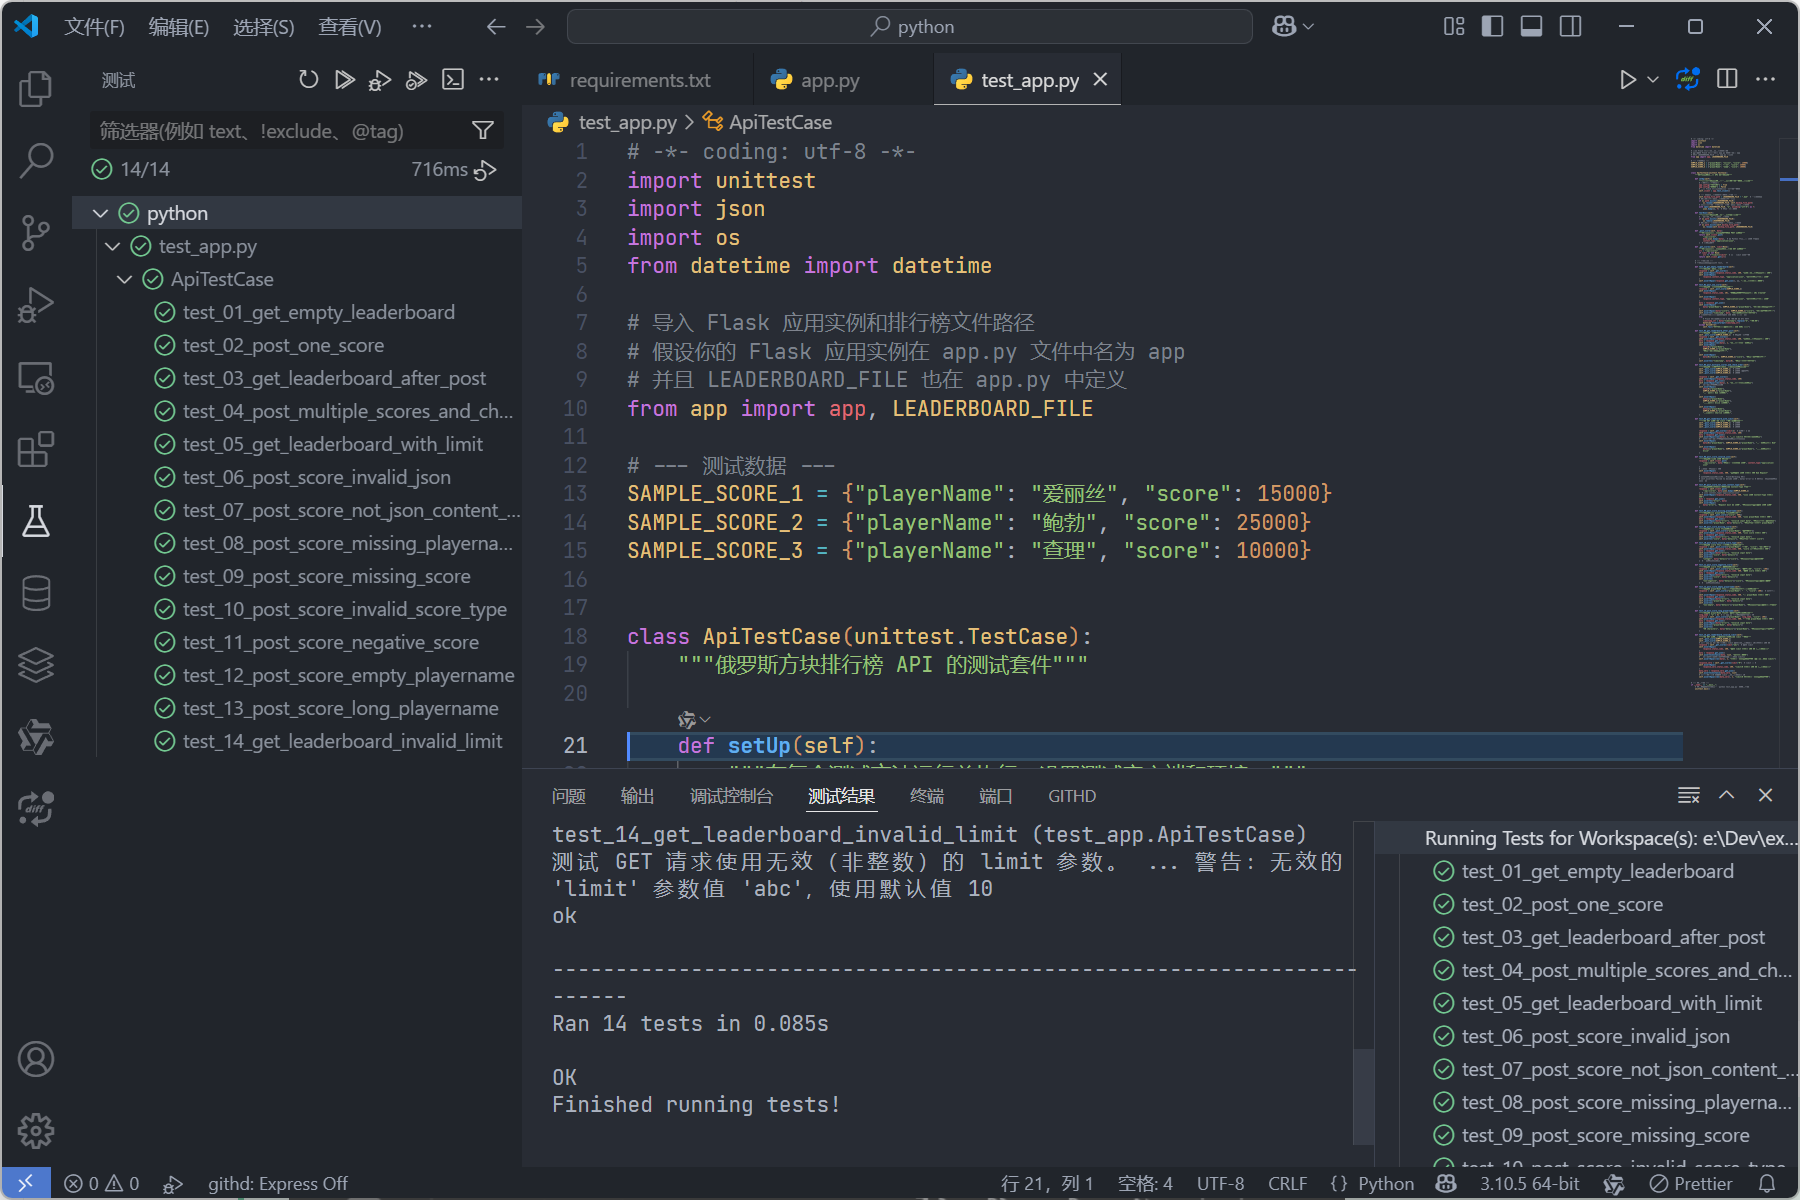 文件(F) 编辑(E) 选择(S) 查看(V) ··· python
测试
requirements.txt app.py test_app.py
筛选器(例如 text、!exclude、@tag)
14/14 716ms
python
test_app.py
ApiTestCase
test_01_get_empty_leaderboard
test_02_post_one_score
test_03_get_leaderboard_after_post
test_04_post_multiple_scores_and_ch...
test_05_get_leaderboard_with_limit
test_06_post_score_invalid_json
test_07_post_score_not_json_content_...
test_08_post_score_missing_playerna...
test_09_post_score_missing_score
test_10_post_score_invalid_score_type
test_11_post_score_negative_score
test_12_post_score_empty_playername
test_13_post_score_long_playername
test_14_get_leaderboard_invalid_limit
test_app.py > ApiTestCase
1 # -*- coding: utf-8 -*-
2 import unittest
3 import json
4 import os
5 from datetime import datetime
6
7 # 导入 Flask 应用实例和排行榜文件路径
8 # 假设你的 Flask 应用实例在 app.py 文件中名为 app
9 # 并且 LEADERBOARD_FILE 也在 app.py 中定义
10 from app import app, LEADERBOARD_FILE
11
12 # --- 测试数据 ---
13 SAMPLE_SCORE_1 = {"playerName": "爱丽丝", "score": 15000}
14 SAMPLE_SCORE_2 = {"playerName": "鲍勃", "score": 25000}
15 SAMPLE_SCORE_3 = {"playerName": "查理", "score": 10000}
16
17
18 class ApiTestCase(unittest.TestCase):
19 """俄罗斯方块排行榜 API 的测试套件"""
20
21 def setUp(self):
问题 输出 调试控制台 测试结果 终端 端口 GITHD
test_14_get_leaderboard_invalid_limit (test_app.ApiTestCase)
测试 GET 请求使用无效 (非整数) 的 limit 参数。 ... 警告: 无效的
'limit' 参数值 'abc', 使用默认值 10
ok
----------------------------------------------------------------
------
Ran 14 tests in 0.085s
OK
Finished running tests!
Running Tests for Workspace(s): e:\Dev\ex...
test_01_get_empty_leaderboard
test_02_post_one_score
test_03_get_leaderboard_after_post
test_04_post_multiple_scores_and_ch...
test_05_get_leaderboard_with_limit
test_06_post_score_invalid_json
test_07_post_score_not_json_content_...
test_08_post_score_missing_playerna...
test_09_post_score_missing_score
test_10_post_score_invalid_score_type
0 0 githd: Express Off 行 21, 列 1 空格: 4 UTF-8 CRLF {} Python 3.10.5 64-bit Prettier